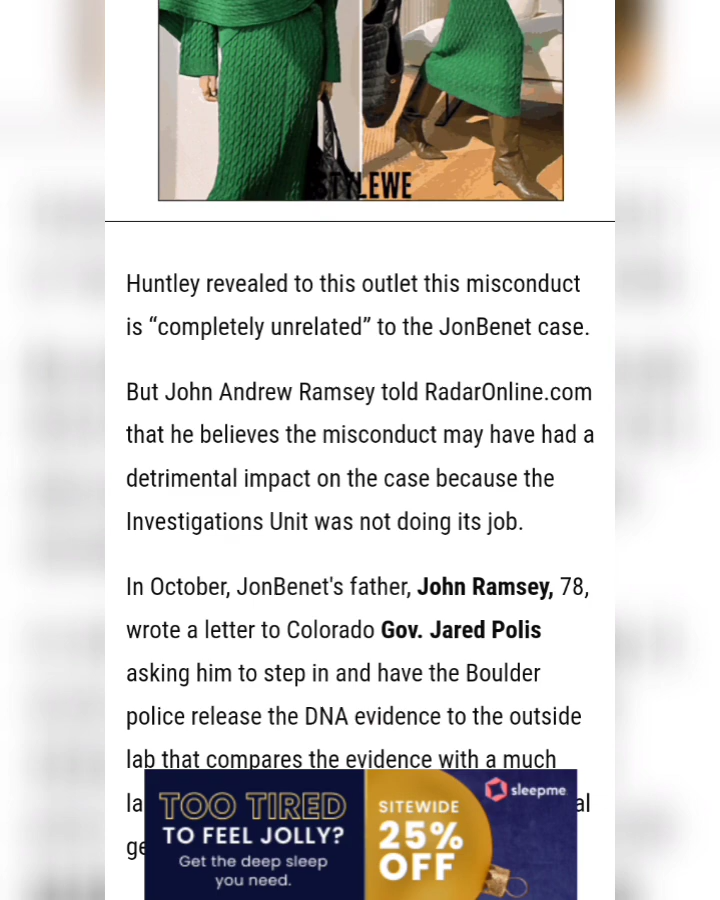 STYLEWE
Huntley revealed to this outlet this misconduct
is “completely unrelated” to the JonBenet case.
But John Andrew Ramsey told RadarOnline.com
that he believes the misconduct may have had a
detrimental impact on the case because the
Investigations Unit was not doing its job.
In October, JonBenet's father, John Ramsey, 78,
wrote a letter to Colorado Gov. Jared Polis
asking him to step in and have the Boulder
police release the DNA evidence to the outside
lab that compares the evidence with a much
TOO TIRED
TO FEEL JOLLY?
Get the deep sleep
you need.
SITEWIDE
25%
OFF
sleepme